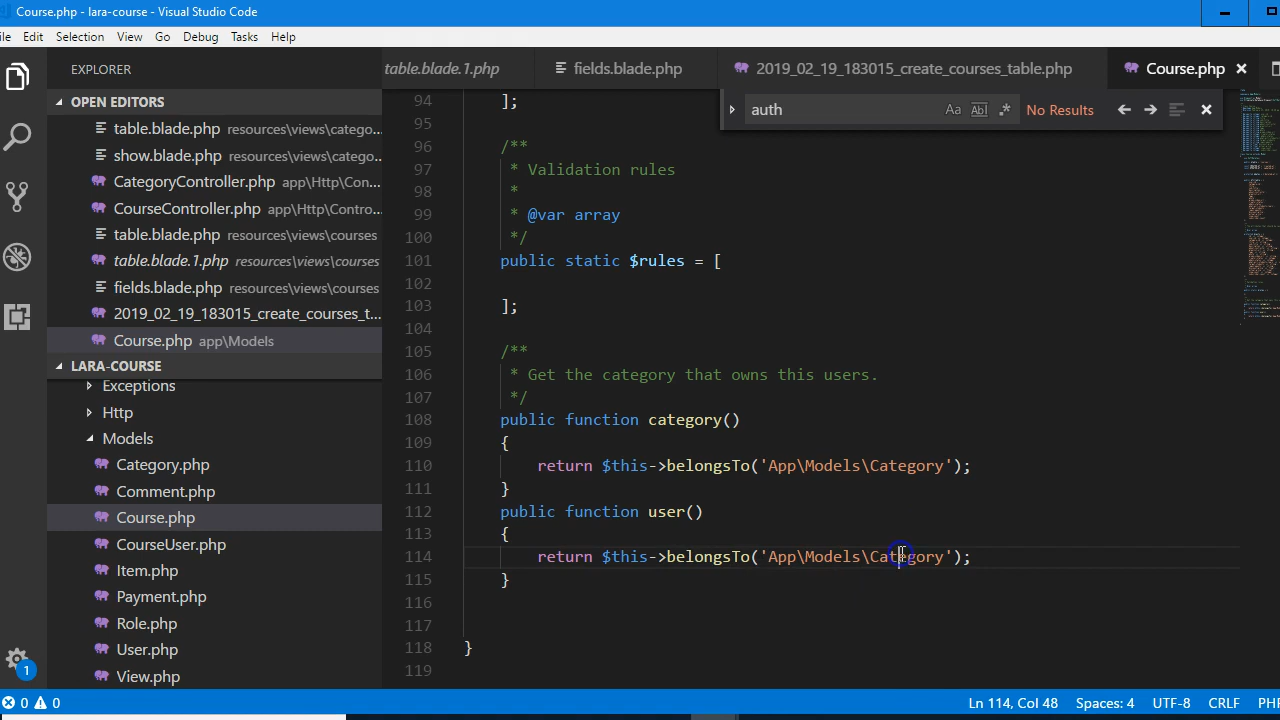 Course.php - lara-course - Visual Studio Code
ile Edit Selection View Go Debug Tasks Help
EXPLORER
table.blade.1.php fields.blade.php 2019_02_19_183015_create_courses_table.php Course.php
OPEN EDITORS
table.blade.php resources\views\catego...
show.blade.php resources\views\catego...
CategoryController.php app\Http\Con...
CourseController.php app\Http\Contro...
table.blade.php resources\views\courses
table.blade.1.php resources\views\courses
fields.blade.php resources\views\courses
2019_02_19_183015_create_courses_t...
Course.php app\Models
LARA-COURSE
Exceptions
Http
Models
Category.php
Comment.php
Course.php
CourseUser.php
Item.php
Payment.php
Role.php
User.php
View.php
auth Aa Abl .* No Results
94 ];
95
96 /**
97 * Validation rules
98 *
99 * @var array
100 */
101 public static $rules = [
102
103 ];
104
105 /**
106 * Get the category that owns this users.
107 */
108 public function category()
109 {
110 return $this->belongsTo('App\Models\Category');
111 }
112 public function user()
113 {
114 return $this->belongsTo('App\Models\Category');
115 }
116
117
118 }
119
1
0 0 Ln 114, Col 48 Spaces: 4 UTF-8 CRLF PH